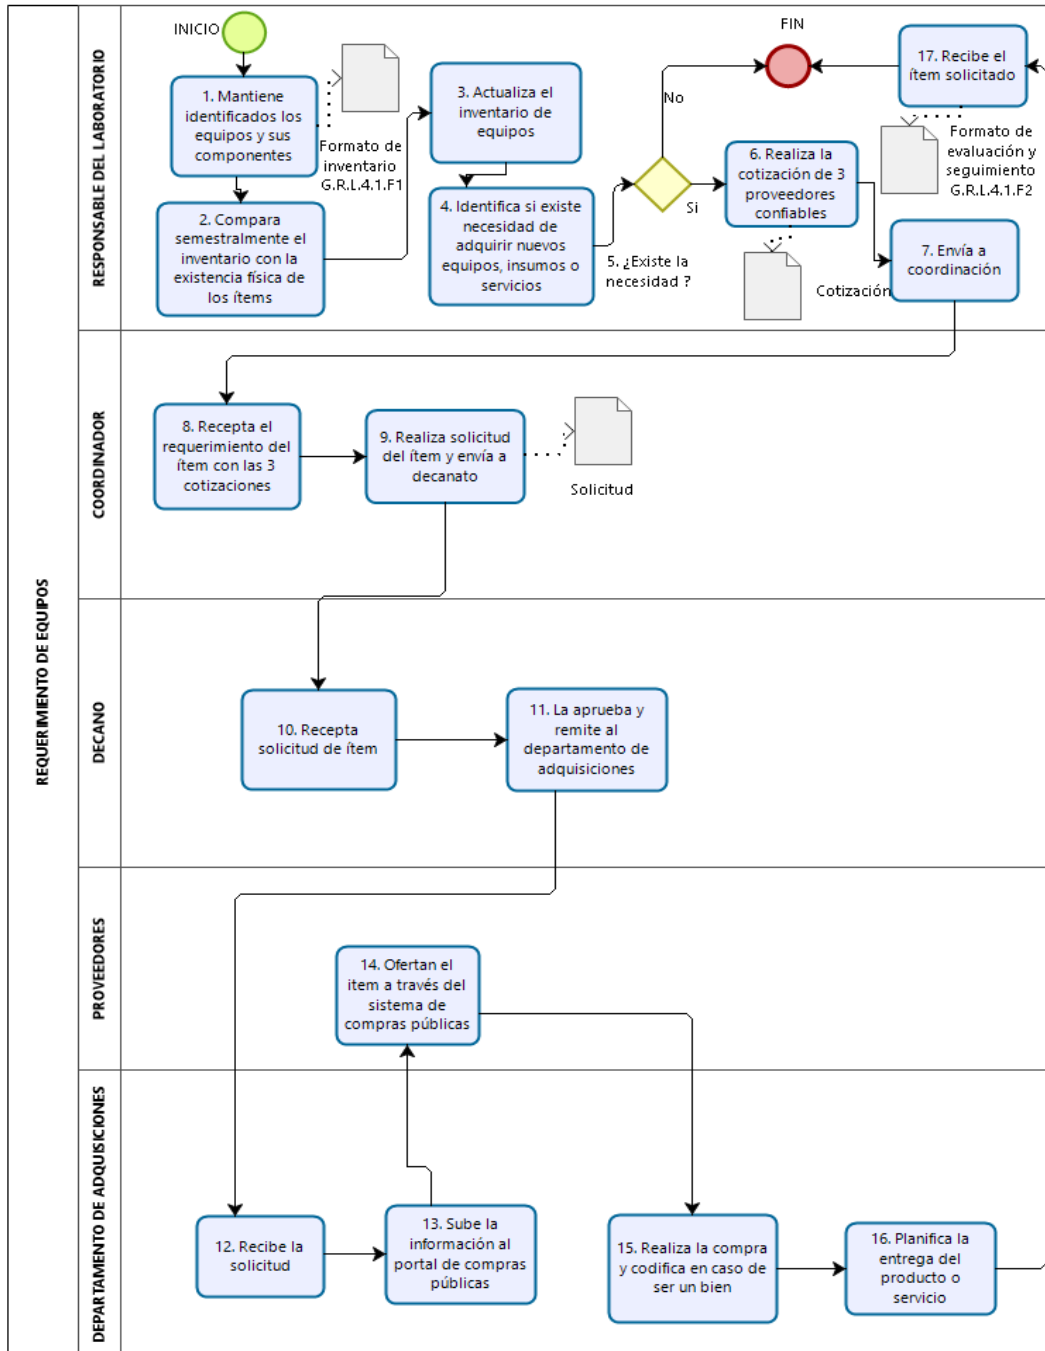 REQUERIMIENTO DE EQUIPOS
RESPONSABLE DEL LABORATORIO
INICIO
1. Mantiene
identificados los
equipos y sus
componentes
Formato de
inventario
G.R.L.4.1.F1
2. Compara
semestralmente el
inventario con la
existencia física de
los ítems
3. Actualiza el
inventario de
equipos
4. Identifica si existe
necesidad de
adquirir nuevos
equipos, insumos o
servicios
5. ¿Existe la
necesidad ?
No
Si
FIN
6. Realiza la
cotización de 3
proveedores
confiables
Cotización
7. Envía a
coordinación
17. Recibe el
ítem solicitado
Formato de
evaluación y
seguimiento
G.R.L.4.1.F2
COORDINADOR
8. Recepta el
requerimiento del
ítem con las 3
cotizaciones
9. Realiza solicitud
del ítem y envía a
decanato
Solicitud
DECANO
10. Recepta
solicitud de ítem
11. La aprueba y
remite al
departamento de
adquisiciones
PROVEEDORES
14. Ofertan el
item a través del
sistema de
compras públicas
DEPARTAMENTO DE ADQUISICIONES
12. Recibe la
solicitud
13. Sube la
información al
portal de compras
públicas
15. Realiza la compra
y codifica en caso de
ser un bien
16. Planifica la
entrega del
producto o
servicio